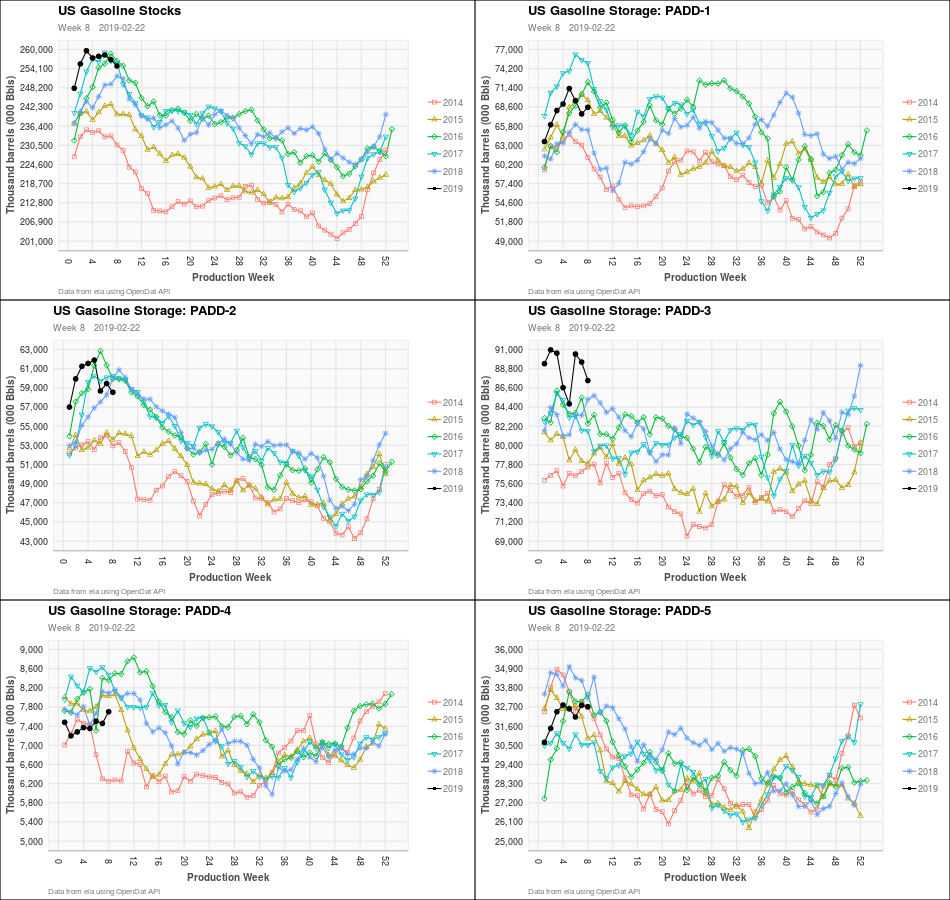 US Gasoline Stocks
Week 8 2019-02-22
Thousand barrels (000 Bbls)
260,000
254,100
248,200
242,300
236,400
230,500
224,600
218,700
212,800
206,900
201,000
0 4 8 12 16 20 24 28 32 36 40 44 48 52
Production Week
Data from eia using OpenDat API
2014
2015
2016
2017
2018
2019
US Gasoline Storage: PADD-1
Week 8 2019-02-22
Thousand barrels (000 Bbls)
77,000
74,200
71,400
68,600
65,800
63,000
60,200
57,400
54,600
51,800
49,000
0 4 8 12 16 20 24 28 32 36 40 44 48 52
Production Week
Data from eia using OpenDat API
2014
2015
2016
2017
2018
2019
US Gasoline Storage: PADD-2
Week 8 2019-02-22
Thousand barrels (000 Bbls)
63,000
61,000
59,000
57,000
55,000
53,000
51,000
49,000
47,000
45,000
43,000
0 4 8 12 16 20 24 28 32 36 40 44 48 52
Production Week
Data from eia using OpenDat API
2014
2015
2016
2017
2018
2019
US Gasoline Storage: PADD-3
Week 8 2019-02-22
Thousand barrels (000 Bbls)
91,000
88,800
86,600
84,400
82,200
80,000
77,800
75,600
73,400
71,200
69,000
0 4 8 12 16 20 24 28 32 36 40 44 48 52
Production Week
Data from eia using OpenDat API
2014
2015
2016
2017
2018
2019
US Gasoline Storage: PADD-4
Week 8 2019-02-22
Thousand barrels (000 Bbls)
9,000
8,600
8,200
7,800
7,400
7,000
6,600
6,200
5,800
5,400
5,000
0 4 8 12 16 20 24 28 32 36 40 44 48 52
Production Week
Data from eia using OpenDat API
2014
2015
2016
2017
2018
2019
US Gasoline Storage: PADD-5
Week 8 2019-02-22
Thousand barrels (000 Bbls)
36,000
34,900
33,800
32,700
31,600
30,500
29,400
28,300
27,200
26,100
25,000
0 4 8 12 16 20 24 28 32 36 40 44 48 52
Production Week
Data from eia using OpenDat API
2014
2015
2016
2017
2018
2019